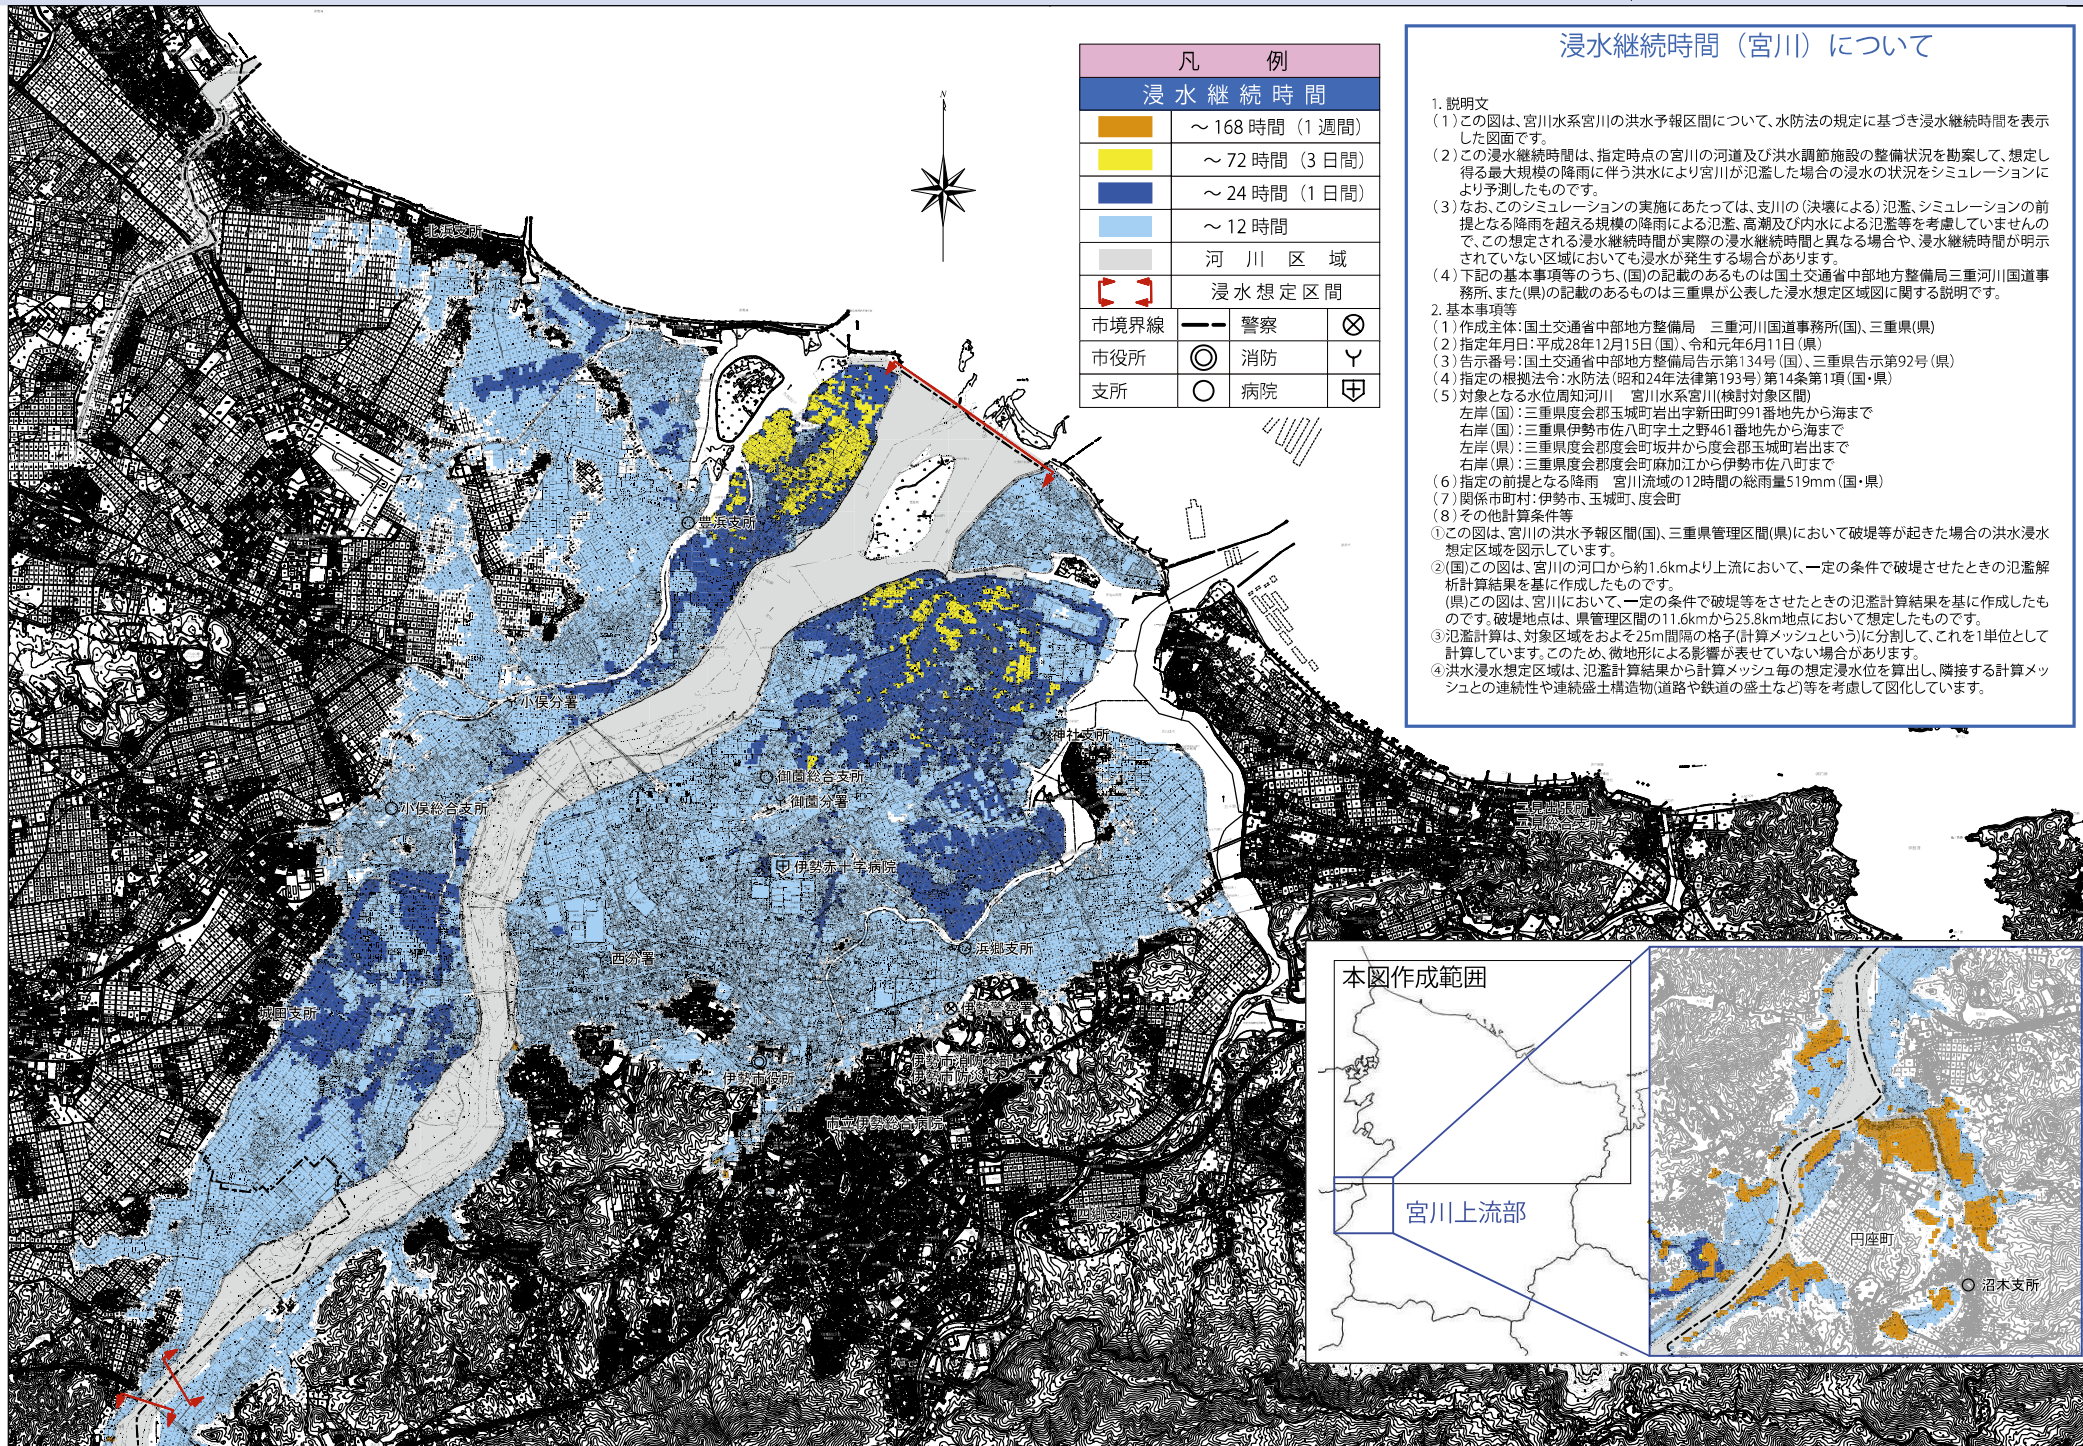 凡 例
浸水継続時間
～168時間（1週間）
～72時間（3日間）
～24時間（1日間）
～12時間
河川区域
浸水想定区間
市境界線 警察
市役所 消防
支所 病院
浸水継続時間（宮川）について
1. 説明文
（1）この図は、宮川水系宮川の洪水予報区間について、水防法の規定に基づき浸水継続時間を表示
した図面です。
（2）この浸水継続時間は、指定時点の宮川の河道及び洪水調節施設の整備状況を勘案して、想定し
得る最大規模の降雨に伴う洪水により宮川が氾濫した場合の浸水の状況をシミュレーションに
より予測したものです。
（3）なお、このシミュレーションの実施にあたっては、支川の（決壊による）氾濫、シミュレーションの前
提となる降雨を超える規模の降雨による氾濫、高潮及び内水による氾濫等を考慮していませんの
で、この想定される浸水継続時間が実際の浸水継続時間と異なる場合や、浸水継続時間が明示
されていない区域においても浸水が発生する場合があります。
（4）下記の基本事項等のうち、(国)の記載のあるものは国土交通省中部地方整備局三重河川国道事
務所、また(県)の記載のあるものは三重県が公表した浸水想定区域図に関する説明です。
2. 基本事項等
（1）作成主体：国土交通省中部地方整備局　三重河川国道事務所(国)、三重県(県)
（2）指定年月日：平成28年12月15日（国）、令和元年6月11日（県）
（3）告示番号：国土交通省中部地方整備局告示第134号（国）、三重県告示第92号（県）
（4）指定の根拠法令：水防法（昭和24年法律第193号）第14条第1項（国・県）
（5）対象となる水位周知河川　宮川水系宮川(検討対象区間)
左岸（国）：三重県度会郡玉城町岩出字新田町991番地先から海まで
右岸（国）：三重県伊勢市佐八町字土之野461番地先から海まで
左岸（県）：三重県度会郡度会町坂井から度会郡玉城町岩出まで
右岸（県）：三重県度会郡度会町麻加江から伊勢市佐八町まで
（6）指定の前提となる降雨　宮川流域の12時間の総雨量519mm（国・県）
（7）関係市町村：伊勢市、玉城町、度会町
（8）その他計算条件等
①この図は、宮川の洪水予報区間(国)、三重県管理区間(県)において破堤等が起きた場合の洪水浸水
想定区域を図示しています。
②(国)この図は、宮川の河口から約1.6kmより上流において、一定の条件で破堤させたときの氾濫解
析計算結果を基に作成したものです。
(県)この図は、宮川において、一定の条件で破堤等をさせたときの氾濫計算結果を基に作成したも
のです。破堤地点は、県管理区間の11.6kmから25.8km地点において想定したものです。
③氾濫計算は、対象区域をおよそ25m間隔の格子(計算メッシュという)に分割して、これを1単位として
計算しています。このため、微地形による影響が表せていない場合があります。
④洪水浸水想定区域は、氾濫計算結果から計算メッシュ毎の想定浸水位を算出し、隣接する計算メッ
シュとの連続性や連続盛土構造物(道路や鉄道の盛土など)等を考慮して図化しています。
N
北浜支所
豊浜支所
小俣分署
神社支所
御薗総合支所
御薗分署
小俣総合支所
二見出張所
二見総合支所
伊勢赤十字病院
浜郷支所
西分署
城田支所
伊勢警察署
伊勢市消防本部
伊勢市防災センター
伊勢市役所
市立伊勢総合病院
四郷支所
本図作成範囲
宮川上流部
円座町
沼木支所